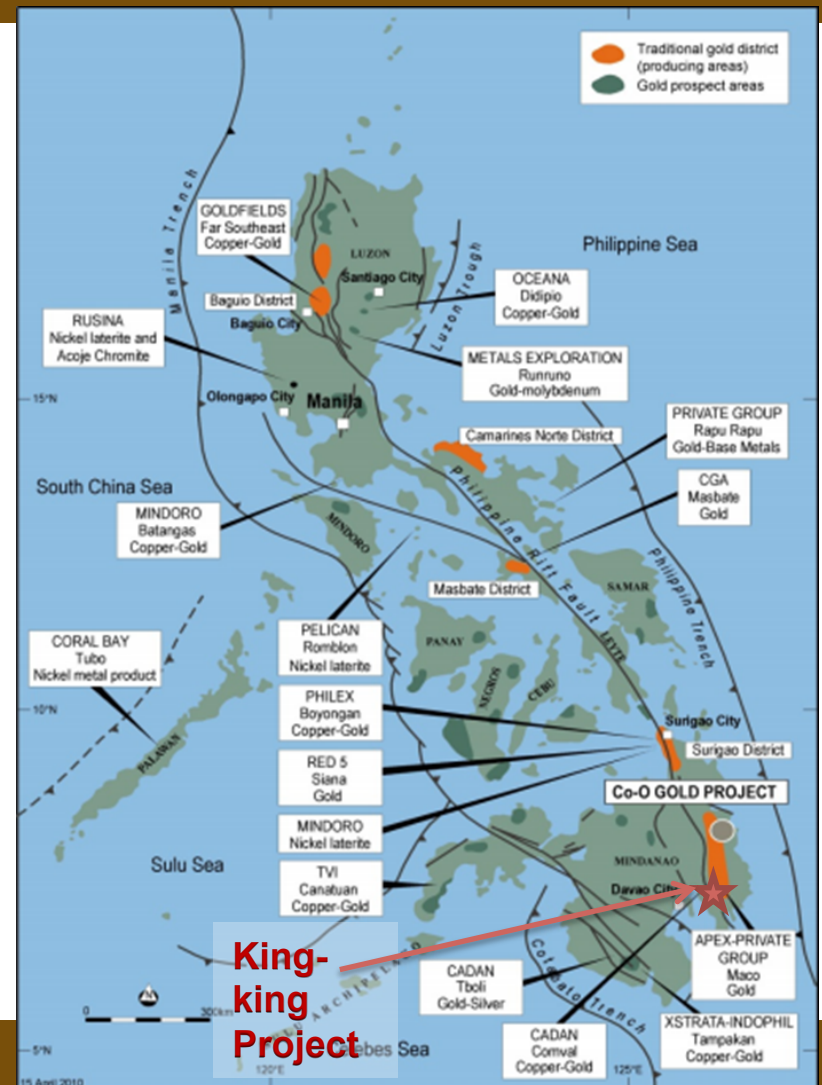 Traditional gold district
(producing areas)
Gold prospect areas
Manila Trench
GOLDFIELDS
Far Southeast
Copper-Gold
LUZON
Santiago City
Philippine Sea
Luzon Trough
OCEANA
Didipio
Copper-Gold
Baguio District
Baguio City
RUSINA
Nickel laterite and
Acoje Chromite
METALS EXPLORATION
Runruno
Gold-molybdenum
15°N
Olongapo City
Manila
PRIVATE GROUP
Rapu Rapu
Gold-Base Metals
Camarines Norte District
South China Sea
CGA
Masbate
Gold
MINDORO
Batangas
Copper-Gold
MINDORO
Philippine Rift Fault
Philippine Trench
Masbate District
SAMAR
LEYTE
CORAL BAY
Tubo
Nickel metal product
PELICAN
Romblon
Nickel laterite
PANAY
NEGROS
CEBU
PHILEX
Boyongan
Copper-Gold
10°N
Surigao City
Surigao District
PALAWAN
RED 5
Siana
Gold
Co-O GOLD PROJECT
MINDORO
Nickel laterite
Sulu Sea
TVI
Canatuan
Copper-Gold
MINDANAO
Davao City
King-
king
Project
ARCHIPELAGO
Cotabato Trench
APEX-PRIVATE
GROUP
Maco
Gold
CADAN
Tboli
Gold-Silver
XSTRATA-INDOPHIL
Tampakan
Copper-Gold
CADAN
Comval
Copper-Gold
0
300km
Celebes Sea
5°N
120°E
125°E
15 April 2010